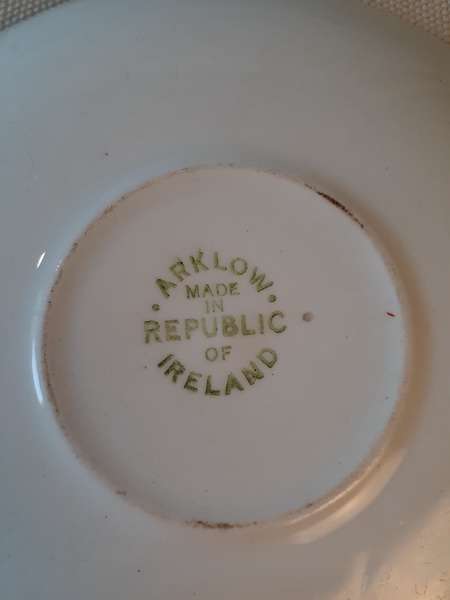 ARKLOW
MADE
IN
REPUBLIC
OF
IRELAND